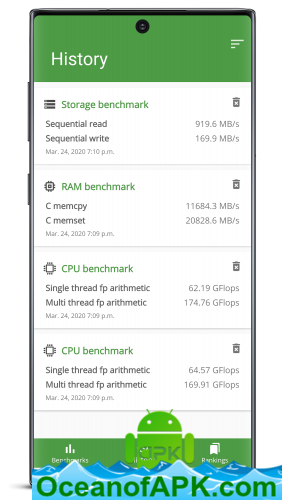 History
Storage benchmark
Sequential read 919.6 MB/s
Sequential write 169.9 MB/s
Mar. 24, 2020 7:10 p.m.
RAM benchmark
C memcpy 11684.3 MB/s
C memset 20828.6 MB/s
Mar. 24, 2020 7:09 p.m.
CPU benchmark
Single thread fp arithmetic 62.19 GFlops
Multi thread fp arithmetic 174.76 GFlops
Mar. 24, 2020 7:09 p.m.
CPU benchmark
Single thread fp arithmetic 64.57 GFlops
Multi thread fp arithmetic 169.91 GFlops
Mar. 24, 2020 7:09 p.m.
APK
Benchmarks Rankings
OceanofAPK.com